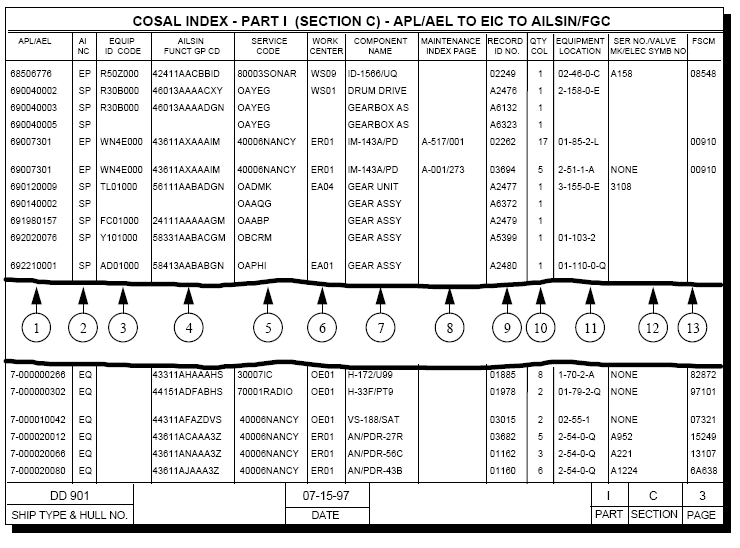 COSAL INDEX - PART I (SECTION C) - APL/AEL TO EIC TO AILSIN/FGC
APL/AEL AI EQUIP AILSIN SERVICE WORK COMPONENT MAINTENANCE RECORD QTY EQUIPMENT SER NO./VALVE FSCM
NC ID CODE FUNCT GP CD CODE CENTER NAME INDEX PAGE ID NO. COL LOCATION MK/ELEC SYMB NO
68506776 EP R50Z000 42411AACBBID 80003SONAR WS09 ID-1566/UQ 02249 1 02-46-0-C A158 08548
690040002 SP R30B000 46013AAAACXY OAYEG WS01 DRUM DRIVE A2476 1 2-158-0-E
690040003 SP R30B000 46013AAAADGN OAYEG GEARBOX AS A6132 1
690040005 SP OAYEG GEARBOX AS A6323 1
69007301 EP WN4E000 43611AXAAAIM 40006NANCY ER01 IM-143A/PD A-517/001 02262 17 01-85-2-L 00910
69007301 EP WN4E000 43611AXAAAIM 40006NANCY ER01 IM-143A/PD A-001/273 03694 5 2-51-1-A NONE 00910
690120009 SP TL01000 56111AABADGN OADMK EA04 GEAR UNIT A2477 1 3-155-0-E 3108
690140002 SP OAAQG GEAR ASSY A6372 1
691980157 SP FC01000 24111AAAAAGM OAABP GEAR ASSY A2479 1
692020076 SP Y101000 58331AABACGM OBCRM GEAR ASSY A5399 1 01-103-2
692210001 SP AD01000 58413AABABGN OAPHI EA01 GEAR ASSY A2480 1 01-110-0-Q
1 2 3 4 5 6 7 8 9 10 11 12 13
7-000000266 EQ 43311AHAAAHS 30007IC OE01 H-172/U99 01885 8 1-70-2-A NONE 82872
7-000000302 EQ 44151ADFABHS 70001RADIO OE01 H-33F/PT9 01978 2 01-79-2-Q NONE 97101
7-000010042 EQ 44311AFAZDVS 40006NANCY OE01 VS-188/SAT 03015 2 02-55-1 NONE 07321
7-000020012 EQ 43611ACAAA3Z 40006NANCY ER01 AN/PDR-27R 03682 5 2-54-0-Q A952 15249
7-000020066 EQ 43611ANAAA3Z 40006NANCY ER01 AN/PDR-56C 01162 3 2-54-0-Q A221 13107
7-000020080 EQ 43611AJAAA3Z 40006NANCY ER01 AN/PDR-43B 01160 6 2-54-0-Q A1224 6A638
DD 901 07-15-97 I C 3
SHIP TYPE & HULL NO. DATE PART SECTION PAGE